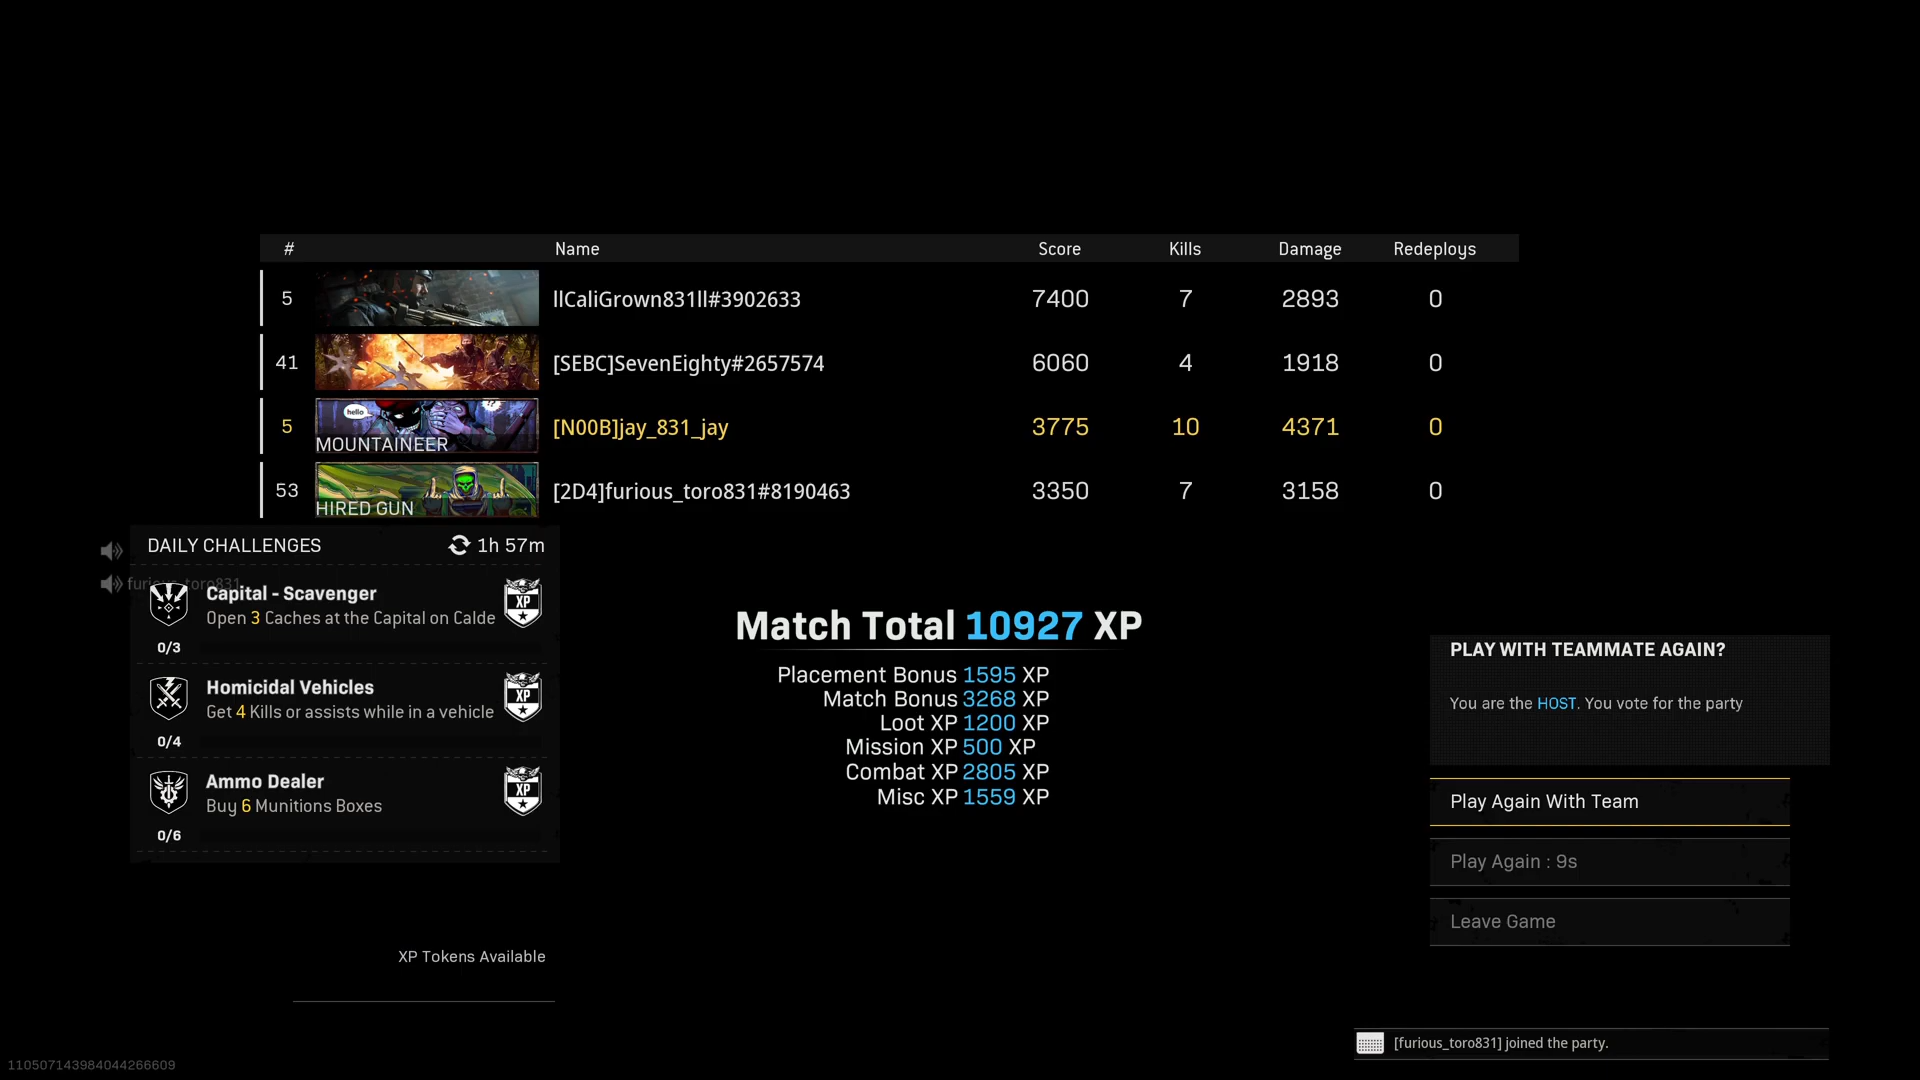 # Name Score Kills Damage Redeploys
5 llCaliGrown831ll#3902633 7400 7 2893 0
41 [SEBC]SevenEighty#2657574 6060 4 1918 0
hello
5 MOUNTAINEER [N00B]jay_831_jay 3775 10 4371 0
53 HIRED GUN [2D4]furious_toro831#8190463 3350 7 3158 0
DAILY CHALLENGES 1h 57m
furious_toro831
Capital - Scavenger
Open 3 Caches at the Capital on Calde
XP
0/3
Homicidal Vehicles
Get 4 Kills or assists while in a vehicle
XP
0/4
Ammo Dealer
Buy 6 Munitions Boxes
XP
0/6
XP Tokens Available
Match Total 10927 XP
Placement Bonus 1595 XP
Match Bonus 3268 XP
Loot XP 1200 XP
Mission XP 500 XP
Combat XP 2805 XP
Misc XP 1559 XP
PLAY WITH TEAMMATE AGAIN?
You are the HOST. You vote for the party
Play Again With Team
Play Again : 9s
Leave Game
[furious_toro831] joined the party.
110507143984044266609